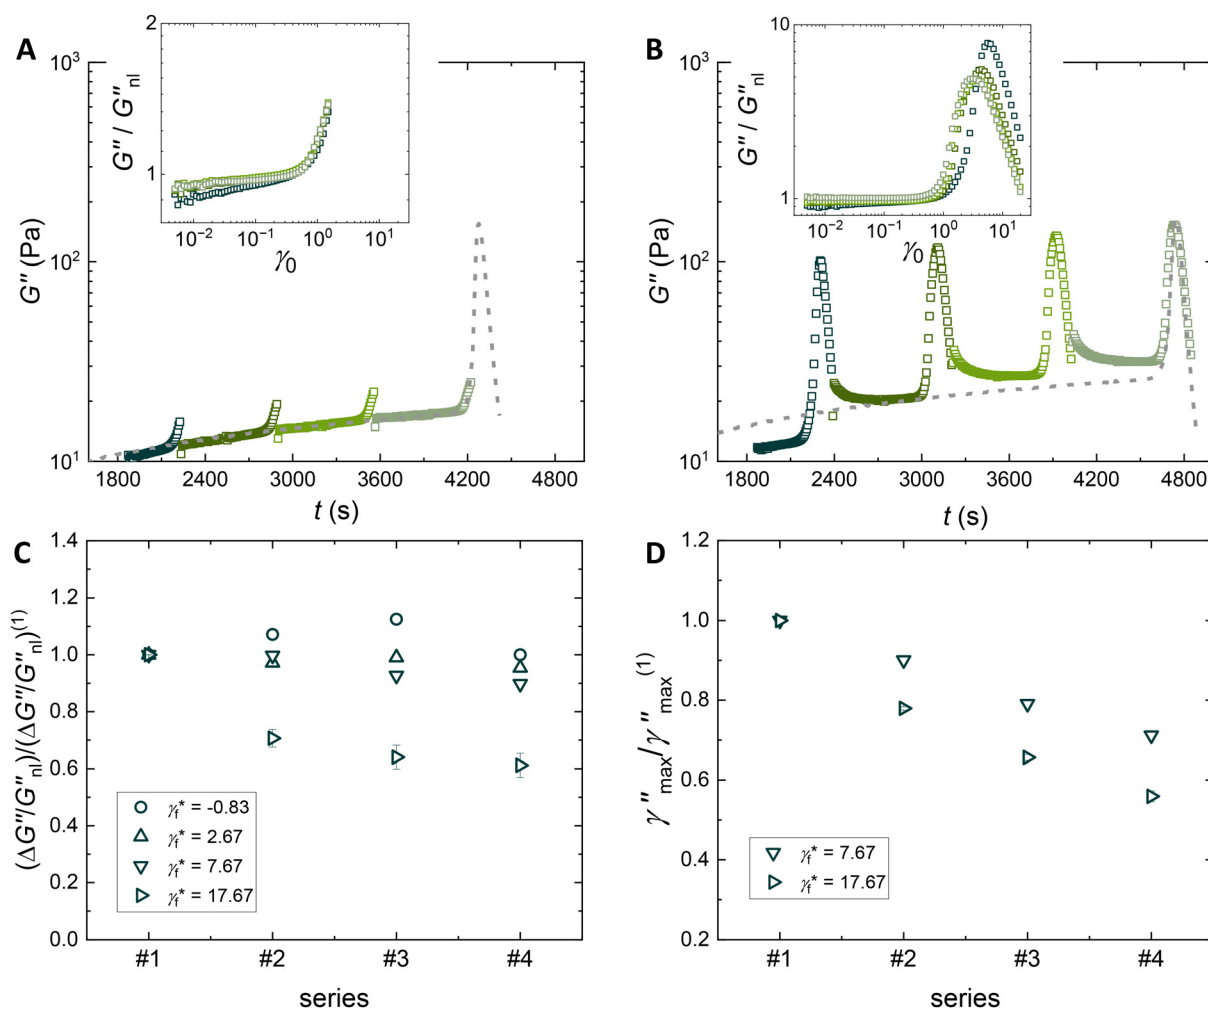 A
G″ (Pa)
10³
10²
10¹
1800 2400 3000 3600 4200 4800
t (s)
G″ / G″nl
2
1
10⁻² 10⁻¹ 10⁰ 10¹
γ₀
B
G″ (Pa)
10³
10²
10¹
1800 2400 3000 3600 4200 4800
t (s)
G″ / G″nl
10
1
10⁻² 10⁻¹ 10⁰ 10¹
γ₀
C
(ΔG″/G″nl)/(ΔG″/G″nl)⁽¹⁾
1.4
1.2
1.0
0.8
0.6
0.4
0.2
0.0
γf* = -0.83
γf* = 2.67
γf* = 7.67
γf* = 17.67
#1 #2 #3 #4
series
D
γ″max/γ″max⁽¹⁾
1.2
1.0
0.8
0.6
0.4
0.2
γf* = 7.67
γf* = 17.67
#1 #2 #3 #4
series